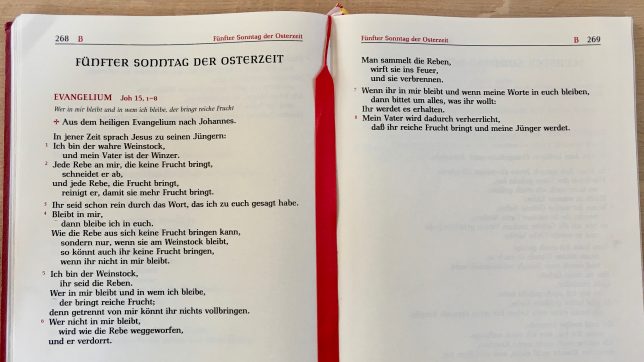 268 B Fünfter Sonntag der Osterzeit
FÜNFTER SONNTAG DER OSTERZEIT
EVANGELIUM Joh 15, 1–8
Wer in mir bleibt und in wem ich bleibe, der bringt reiche Frucht
✢ Aus dem heiligen Evangelium nach Johannes.
In jener Zeit sprach Jesus zu seinen Jüngern:
1 Ich bin der wahre Weinstock,
und mein Vater ist der Winzer.
2 Jede Rebe an mir, die keine Frucht bringt,
schneidet er ab,
und jede Rebe, die Frucht bringt,
reinigt er, damit sie mehr Frucht bringt.
3 Ihr seid schon rein durch das Wort, das ich zu euch gesagt habe.
4 Bleibt in mir,
dann bleibe ich in euch.
Wie die Rebe aus sich keine Frucht bringen kann,
sondern nur, wenn sie am Weinstock bleibt,
so könnt auch ihr keine Frucht bringen,
wenn ihr nicht in mir bleibt.
5 Ich bin der Weinstock,
ihr seid die Reben.
Wer in mir bleibt und in wem ich bleibe,
der bringt reiche Frucht;
denn getrennt von mir könnt ihr nichts vollbringen.
6 Wer nicht in mir bleibt,
wird wie die Rebe weggeworfen,
und er verdorrt.
Fünfter Sonntag der Osterzeit B 269
Man sammelt die Reben,
wirft sie ins Feuer,
und sie verbrennen.
7 Wenn ihr in mir bleibt und wenn meine Worte in euch bleiben,
dann bittet um alles, was ihr wollt:
Ihr werdet es erhalten.
8 Mein Vater wird dadurch verherrlicht,
daß ihr reiche Frucht bringt und meine Jünger werdet.